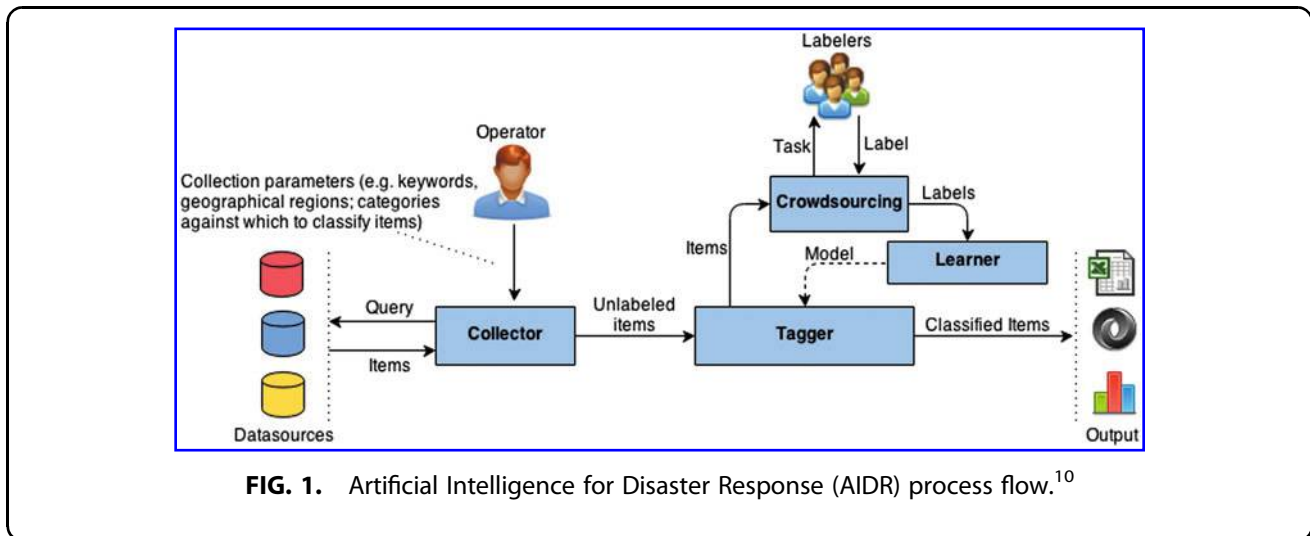 Labelers
Operator
Task
Label
Collection parameters (e.g. keywords,
geographical regions; categories
against which to classify items)
Crowdsourcing
Labels
Items
Model
Learner
Query
Collector
Unlabeled
items
Tagger
Classified Items
Items
Datasources
Output
FIG. 1. Artificial Intelligence for Disaster Response (AIDR) process flow.10